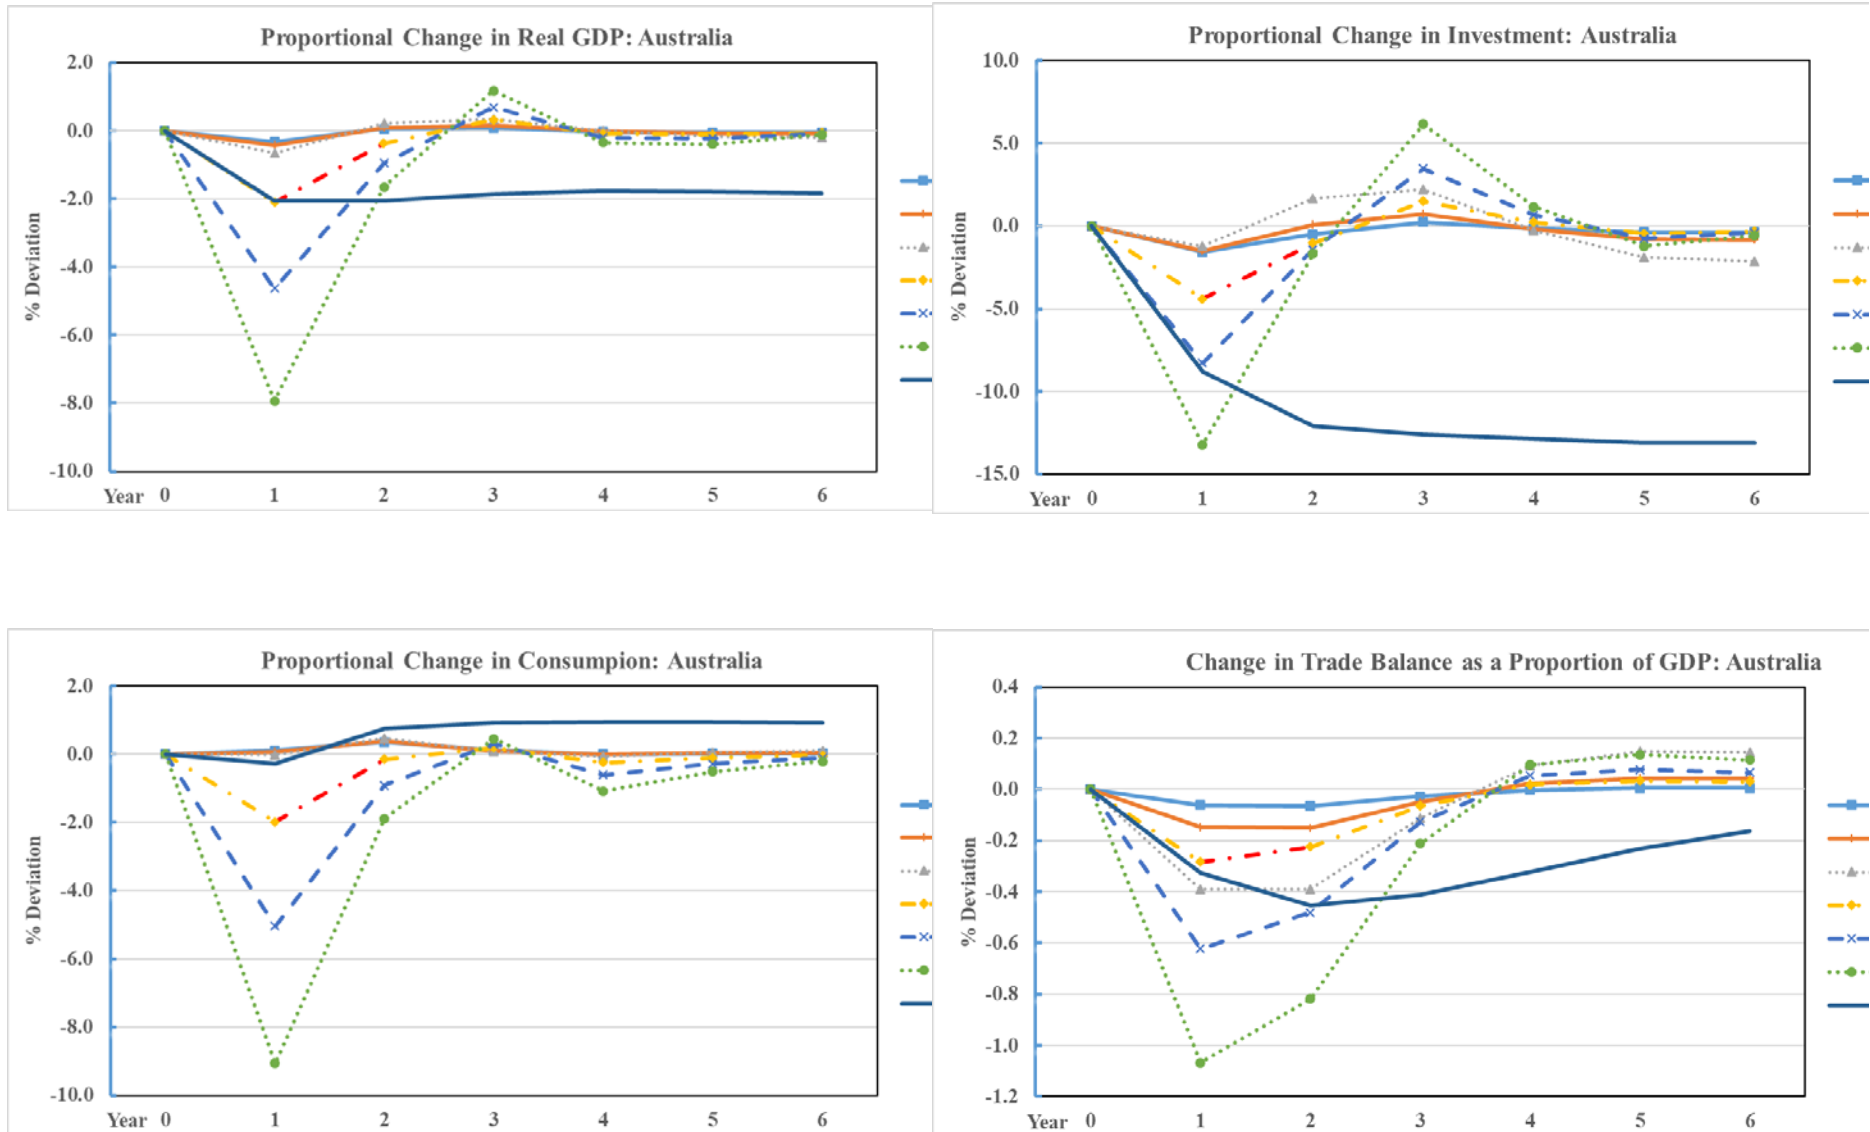 Proportional Change in Real GDP: Australia
2.0
0.0
-2.0
-4.0
-6.0
-8.0
-10.0
% Deviation
Year 0 1 2 3 4 5 6
Proportional Change in Investment: Australia
10.0
5.0
0.0
-5.0
-10.0
-15.0
% Deviation
Year 0 1 2 3 4 5 6
Proportional Change in Consumpion: Australia
2.0
0.0
-2.0
-4.0
-6.0
-8.0
-10.0
% Deviation
Year 0 1 2 3 4 5 6
Change in Trade Balance as a Proportion of GDP: Australia
0.4
0.2
0.0
-0.2
-0.4
-0.6
-0.8
-1.0
-1.2
% Deviation
Year 0 1 2 3 4 5 6